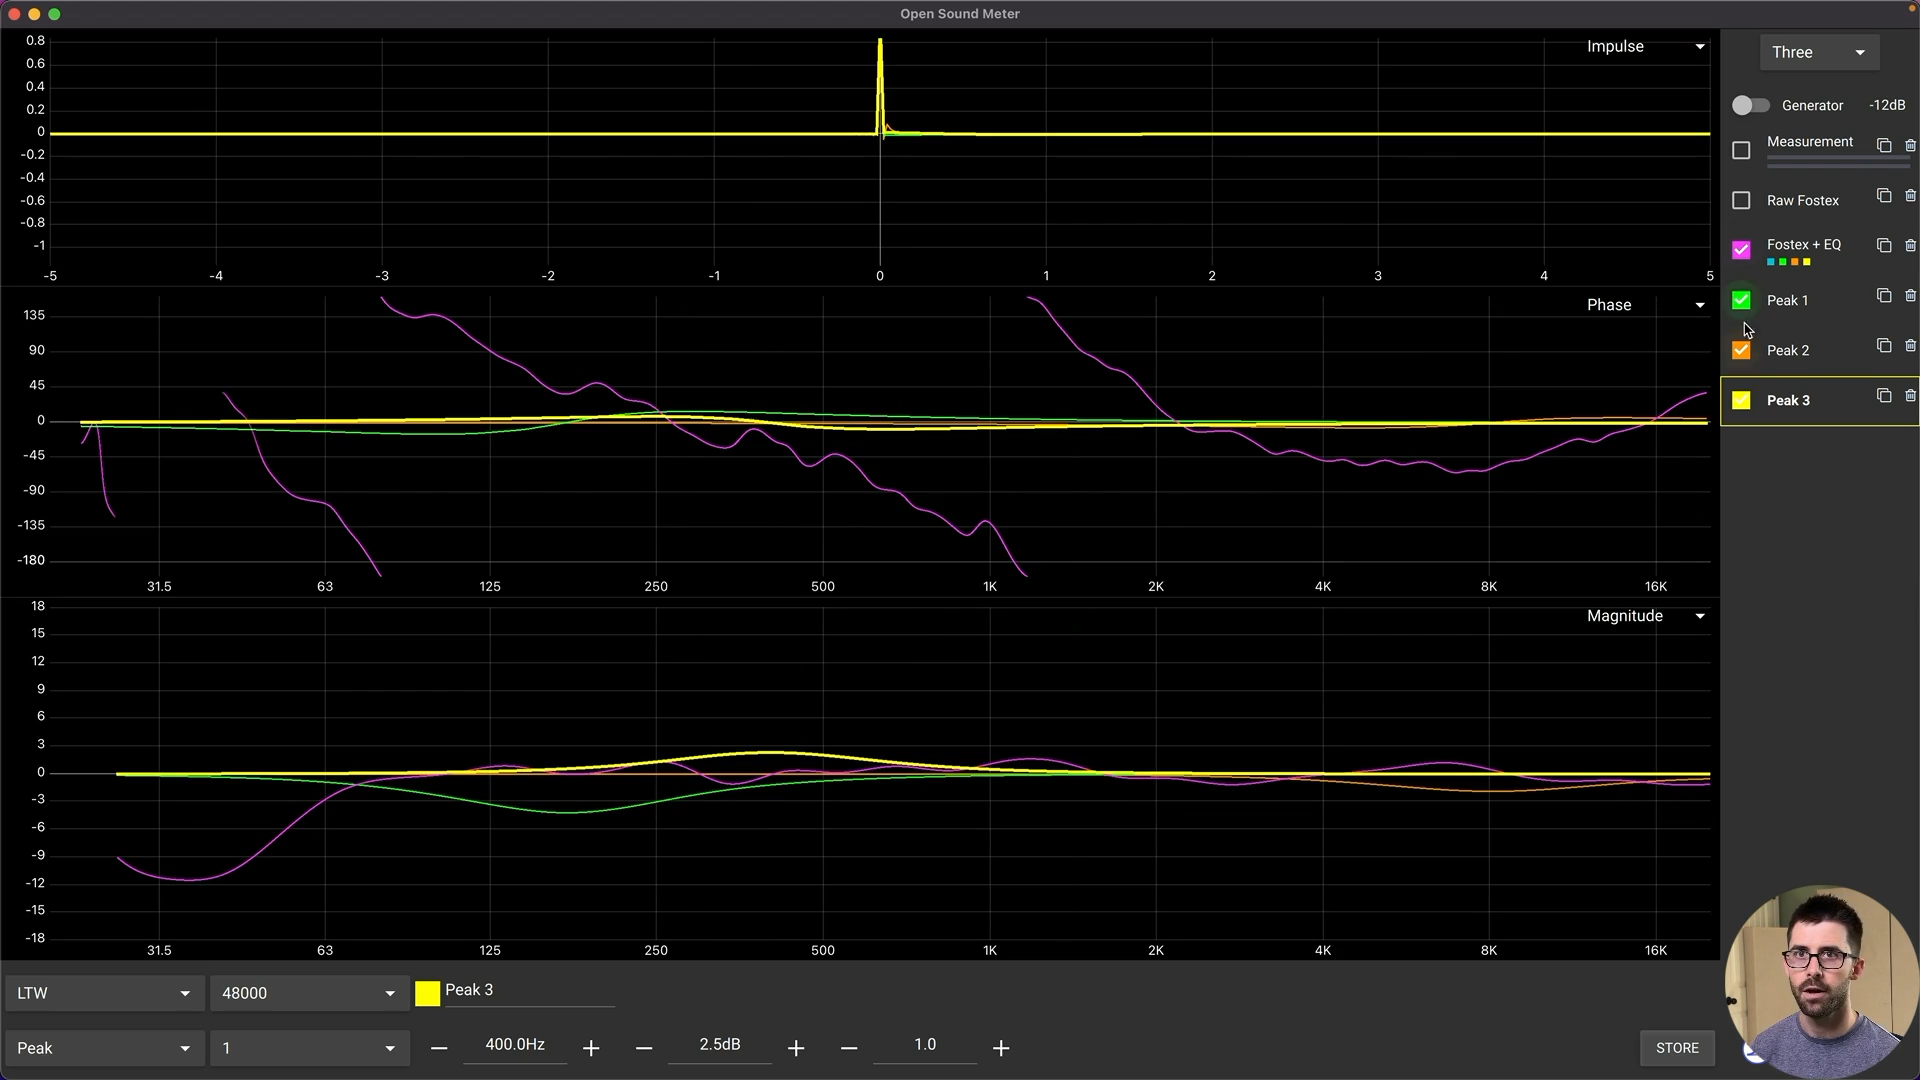 Open Sound Meter
0.8
0.6
0.4
0.2
0
-0.2
-0.4
-0.6
-0.8
-1
-5 -4 -3 -2 -1 0 1 2 3 4 5
Impulse
135
90
45
0
-45
-90
-135
-180
31.5 63 125 250 500 1K 2K 4K 8K 16K
Phase
18
15
12
9
6
3
0
-3
-6
-9
-12
-15
-18
31.5 63 125 250 500 1K 2K 4K 8K 16K
Magnitude
Three
Generator -12dB
Measurement
Raw Fostex
Fostex + EQ
Peak 1
Peak 2
Peak 3
LTW 48000 Peak 3
Peak 1 − 400.0Hz + − 2.5dB + − 1.0 +
STORE